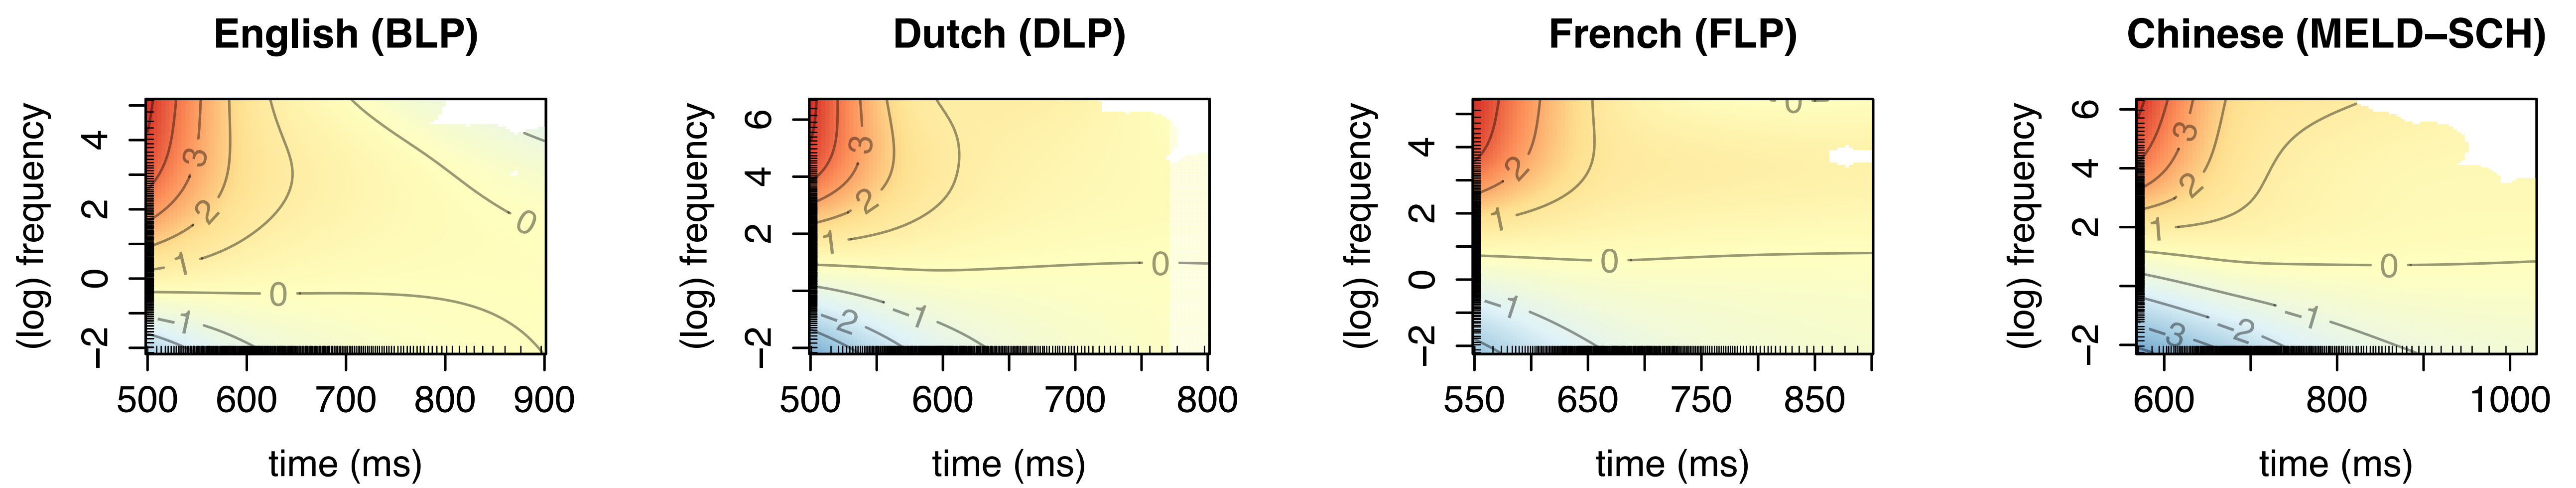 English (BLP)
(log) frequency
4
2
0
−2
3
2
1
0
0
−1
500 600 700 800 900
time (ms)
Dutch (DLP)
(log) frequency
6
4
2
−2
3
2
1
0
−1
−2
500 600 700 800
time (ms)
French (FLP)
(log) frequency
4
2
0
−2
0
2
1
0
−1
550 650 750 850
time (ms)
Chinese (MELD−SCH)
(log) frequency
6
4
2
−2
3
2
1
0
−1
−2
−3
600 800 1000
time (ms)